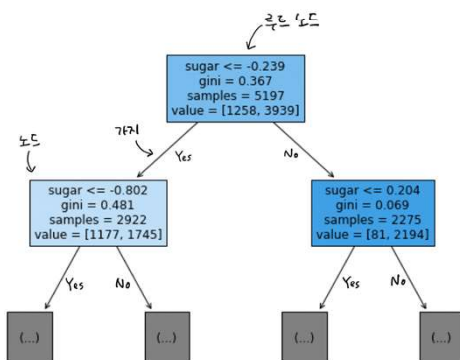 루트 노드
sugar <= -0.239
gini = 0.367
samples = 5197
value = [1258, 3939]
가지
Yes
No
노드
sugar <= -0.802
gini = 0.481
samples = 2922
value = [1177, 1745]
sugar <= 0.204
gini = 0.069
samples = 2275
value = [81, 2194]
Yes
No
Yes
No
(...)
(...)
(...)
(...)